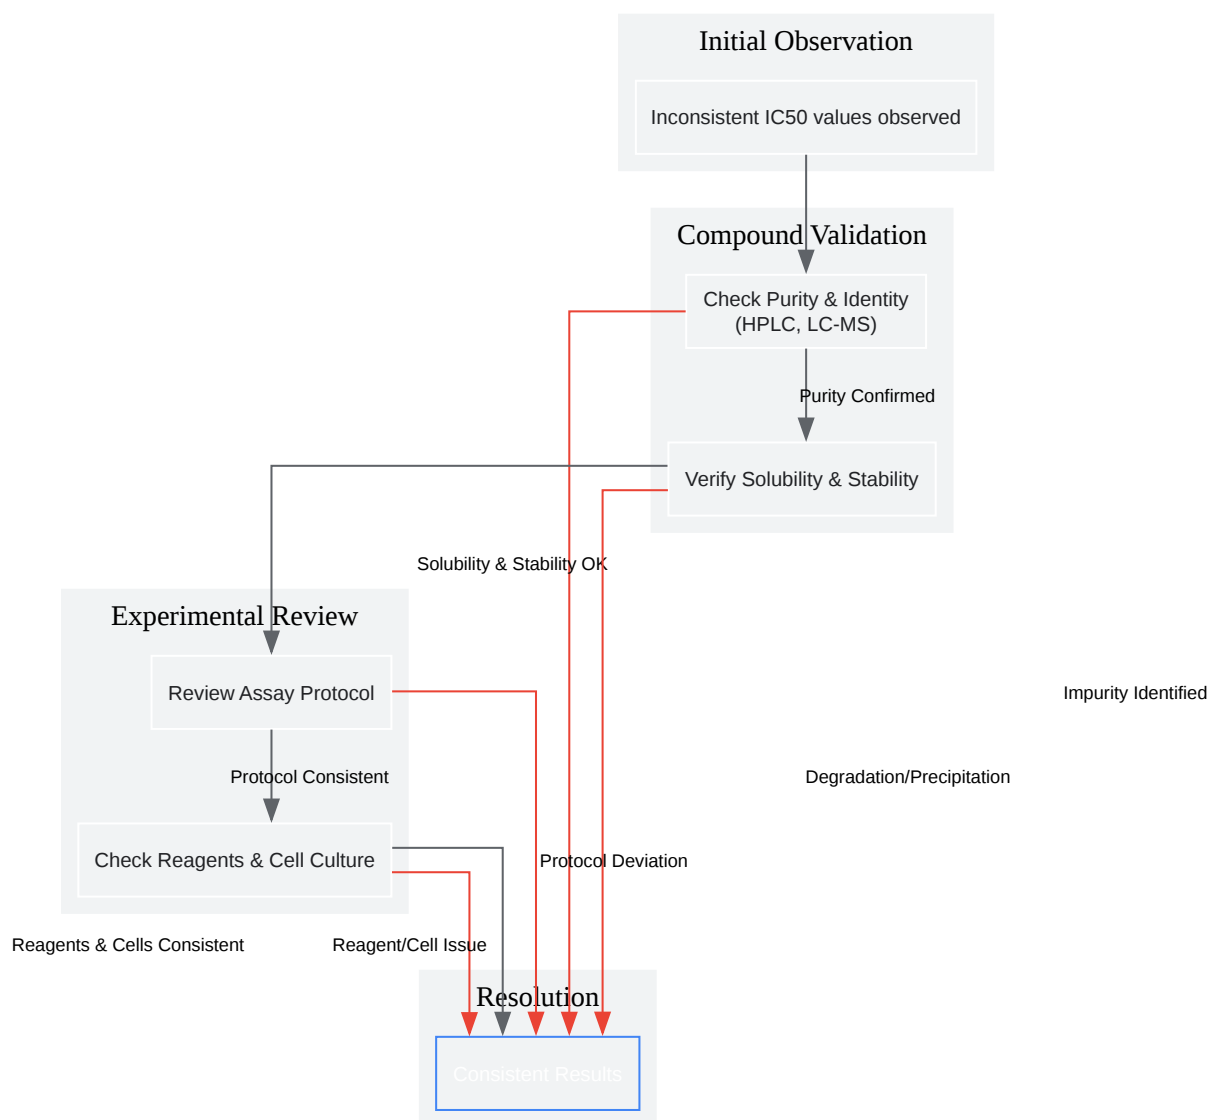 Initial Observation
Inconsistent IC50 values observed
Compound Validation
Check Purity & Identity
(HPLC, LC-MS)
Purity Confirmed
Verify Solubility & Stability
Solubility & Stability OK
Experimental Review
Review Assay Protocol
Impurity Identified
Protocol Consistent
Degradation/Precipitation
Check Reagents & Cell Culture
Protocol Deviation
Reagents & Cells Consistent
Reagent/Cell Issue
Resolution
Consistent Results